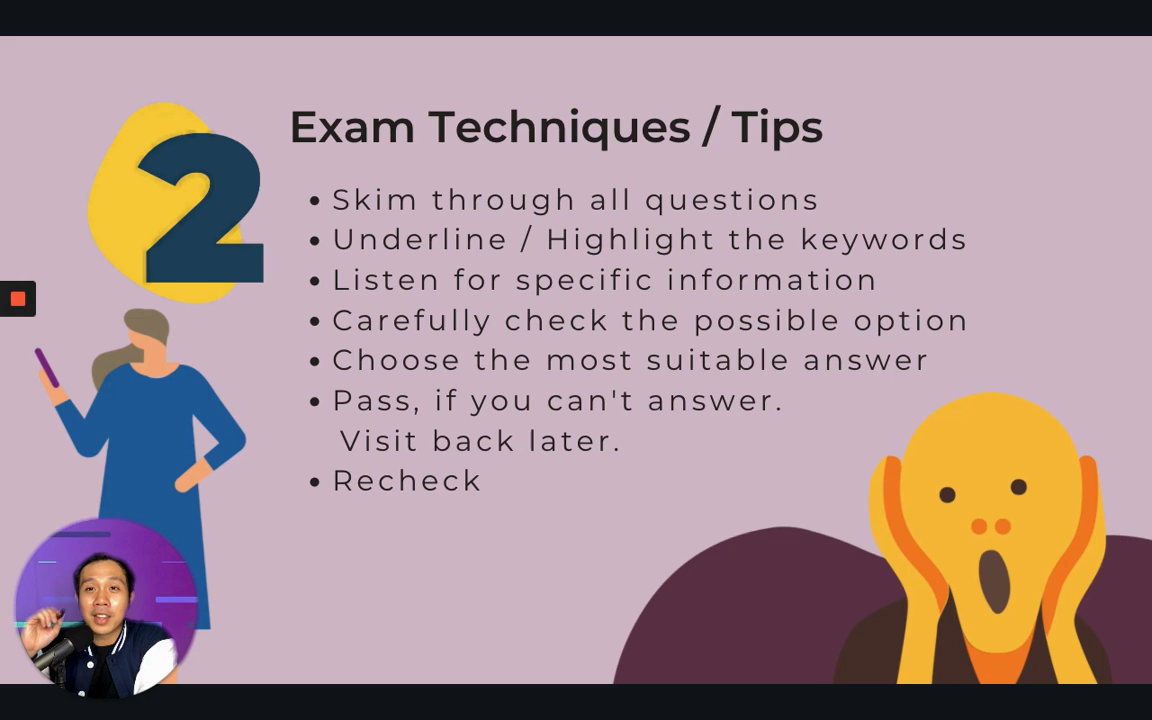 2
Exam Techniques / Tips
• Skim through all questions
• Underline / Highlight the keywords
• Listen for specific information
• Carefully check the possible option
• Choose the most suitable answer
• Pass, if you can't answer.
Visit back later.
• Recheck